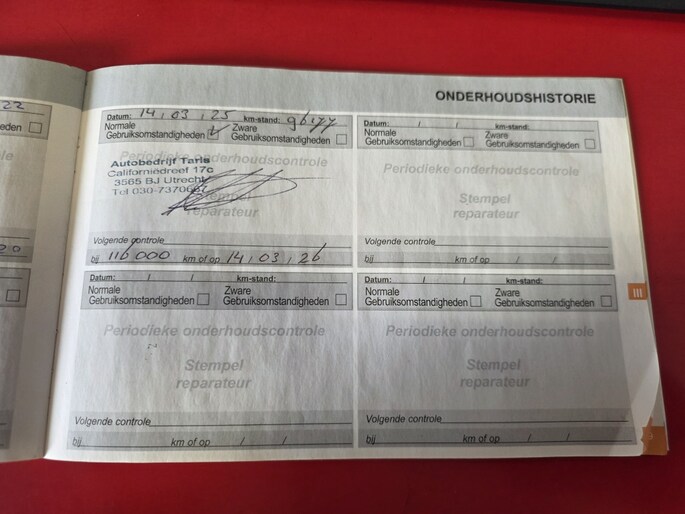 22
ONDERHOUDSHISTORIE
eden
Datum: 14 , 03 , 25 km-stand:
Normale Gebruiksomstandigheden Zware Gebruiksomstandigheden
Periodieke onderhoudscontrole
Autobedrijf Taris
Californiedreef 17c
3565 BJ Utrecht
Tel 030-7370667
Stempel
reparateur
Volgende controle
bij 116000 km of op 14 , 03 , 26
Datum: / / km-stand:
Normale Gebruiksomstandigheden Zware Gebruiksomstandigheden
Periodieke onderhoudscontrole
Stempel
reparateur
Volgende controle
bij km of op / /
20
Datum: / / km-stand:
Normale Gebruiksomstandigheden Zware Gebruiksomstandigheden
Periodieke onderhoudscontrole
Stempel
reparateur
Volgende controle
bij km of op / /
Datum: / / km-stand:
Normale Gebruiksomstandigheden Zware Gebruiksomstandigheden
Periodieke onderhoudscontrole
Stempel
reparateur
Volgende controle
bij km of op / /
III